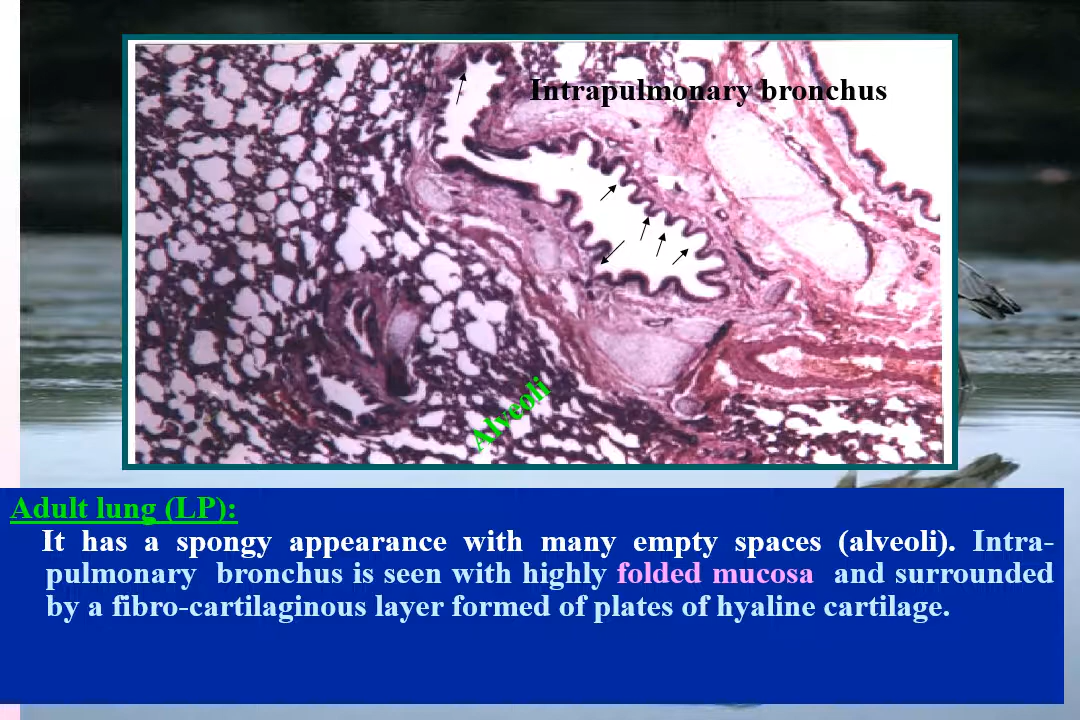 Intrapulmonary bronchus
Alveoli
Adult lung (LP):
It has a spongy appearance with many empty spaces (alveoli). Intra-
pulmonary bronchus is seen with highly folded mucosa and surrounded
by a fibro-cartilaginous layer formed of plates of hyaline cartilage.